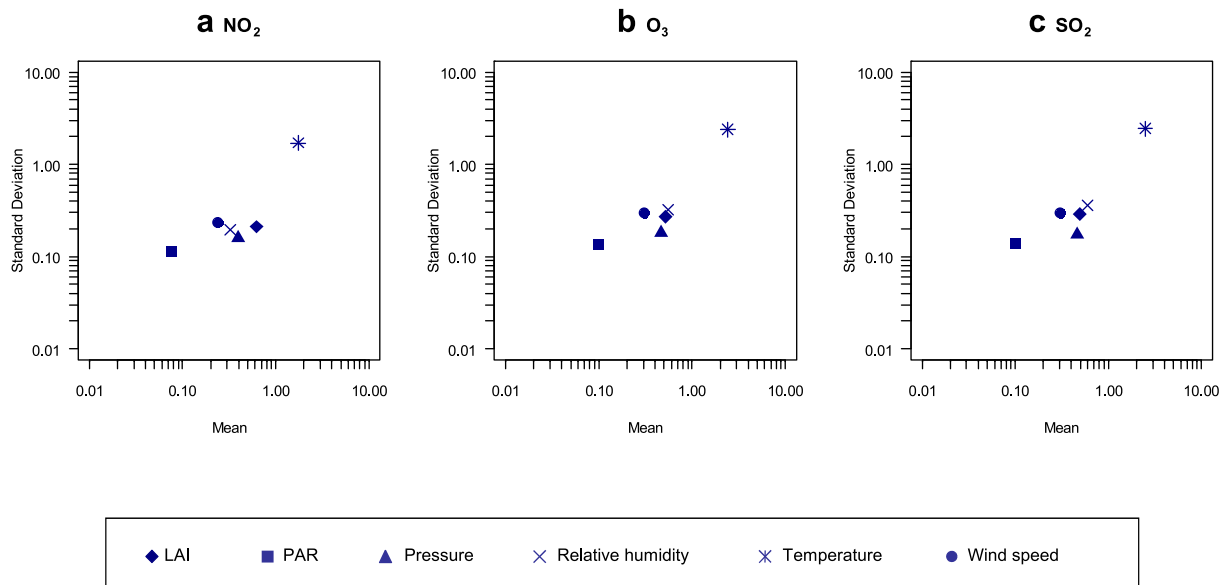 a NO₂
10.00
1.00
0.10
0.01
Standard Deviation
0.01 0.10 1.00 10.00
Mean
b O₃
10.00
1.00
0.10
0.01
Standard Deviation
0.01 0.10 1.00 10.00
Mean
c SO₂
10.00
1.00
0.10
0.01
Standard Deviation
0.01 0.10 1.00 10.00
Mean
LAI PAR Pressure Relative humidity Temperature Wind speed